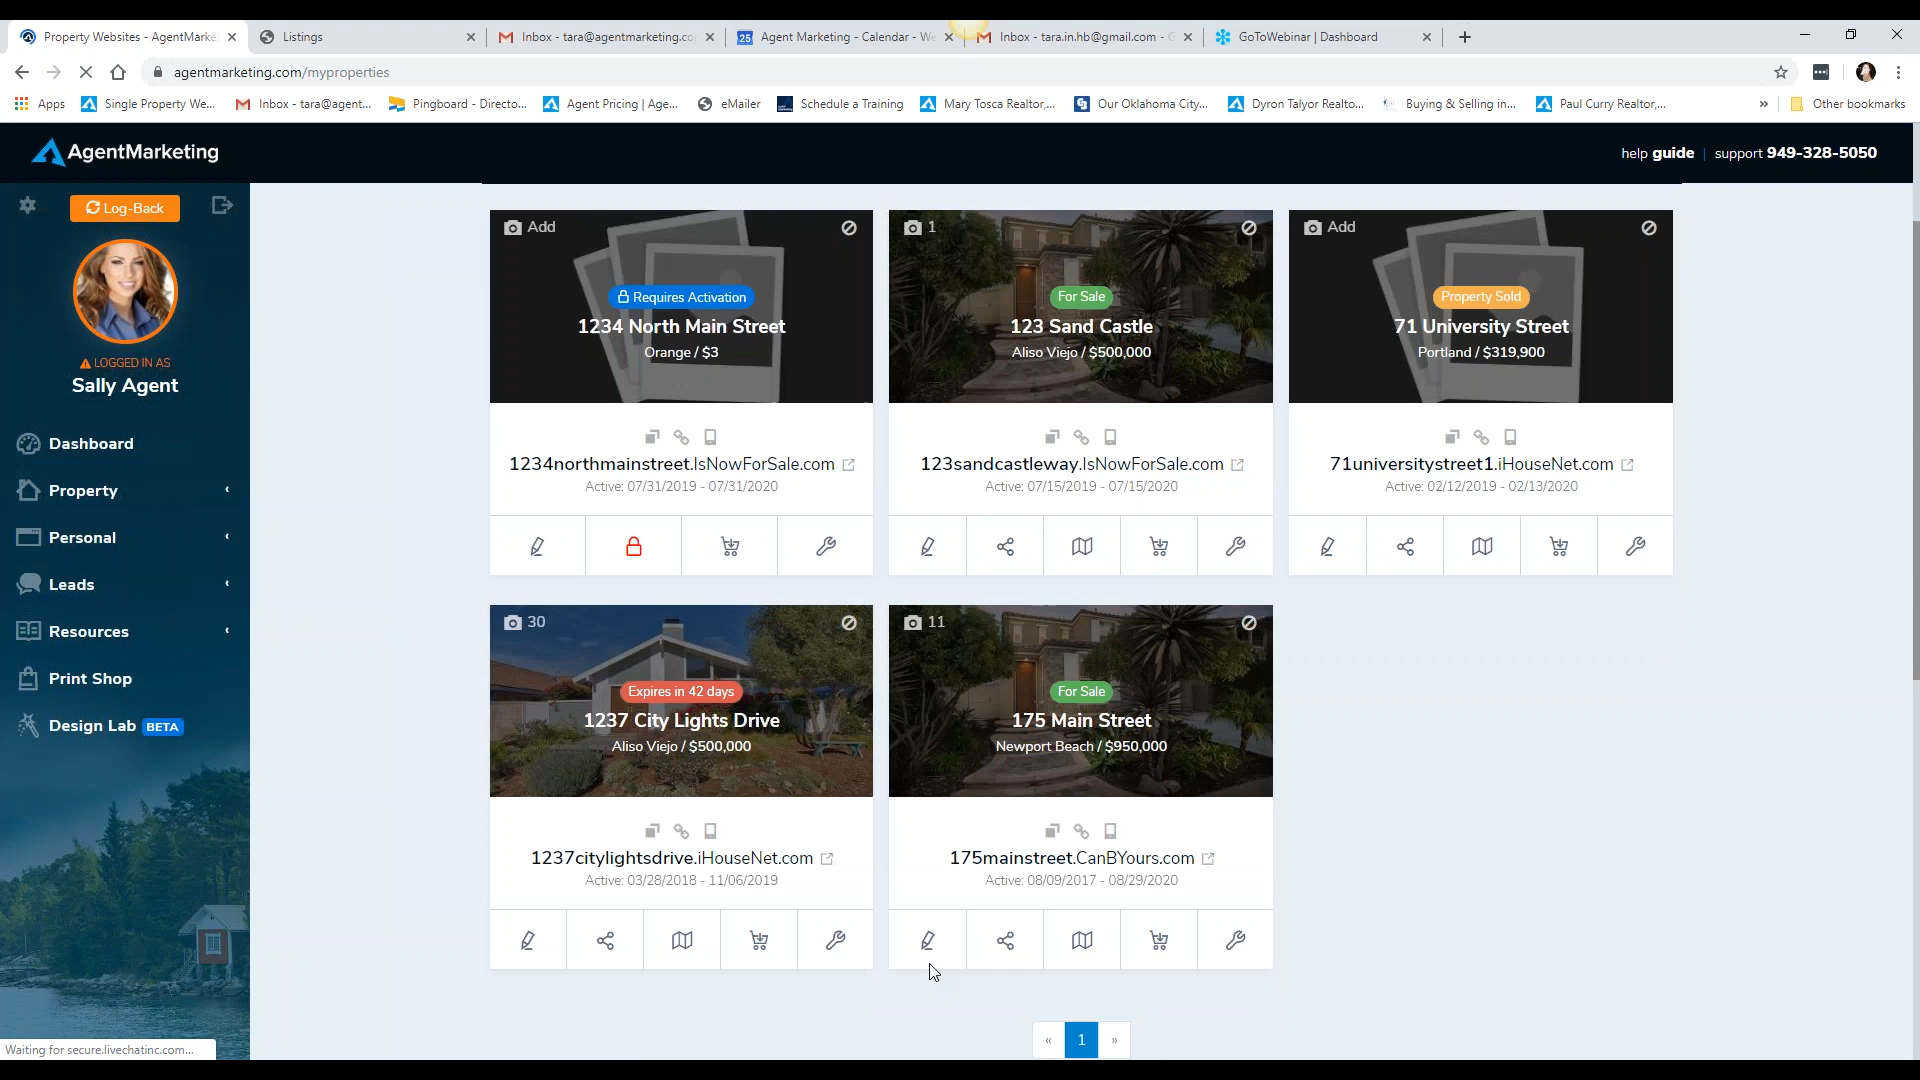 Property Websites - AgentMarke
Listings
Inbox - tara@agentmarketing.co
25
Agent Marketing - Calendar - We
Inbox - tara.in.hb@gmail.com - G
GoToWebinar | Dashboard
agentmarketing.com/myproperties
Apps
Single Property We...
Inbox - tara@agent...
Pingboard - Directo...
Agent Pricing | Age...
eMailer
Schedule a Training
Mary Tosca Realtor,...
Our Oklahoma City...
Dyron Talyor Realto...
Buying & Selling in...
Paul Curry Realtor,...
»
Other bookmarks
AgentMarketing
help guide | support 949-328-5050
Log-Back
LOGGED IN AS
Sally Agent
Dashboard
Property
Personal
Leads
Resources
Print Shop
Design Lab BETA
Add
Requires Activation
1234 North Main Street
Orange / $3
1234northmainstreet.IsNowForSale.com
Active: 07/31/2019 - 07/31/2020
1
For Sale
123 Sand Castle
Aliso Viejo / $500,000
123sandcastleway.IsNowForSale.com
Active: 07/15/2019 - 07/15/2020
Add
Property Sold
71 University Street
Portland / $319,900
71universitystreet1.iHouseNet.com
Active: 02/12/2019 - 02/13/2020
30
Expires in 42 days
1237 City Lights Drive
Aliso Viejo / $500,000
1237citylightsdrive.iHouseNet.com
Active: 03/28/2018 - 11/06/2019
11
For Sale
175 Main Street
Newport Beach / $950,000
175mainstreet.CanBYours.com
Active: 08/09/2017 - 08/29/2020
« 1 »
Waiting for secure.livechatinc.com...